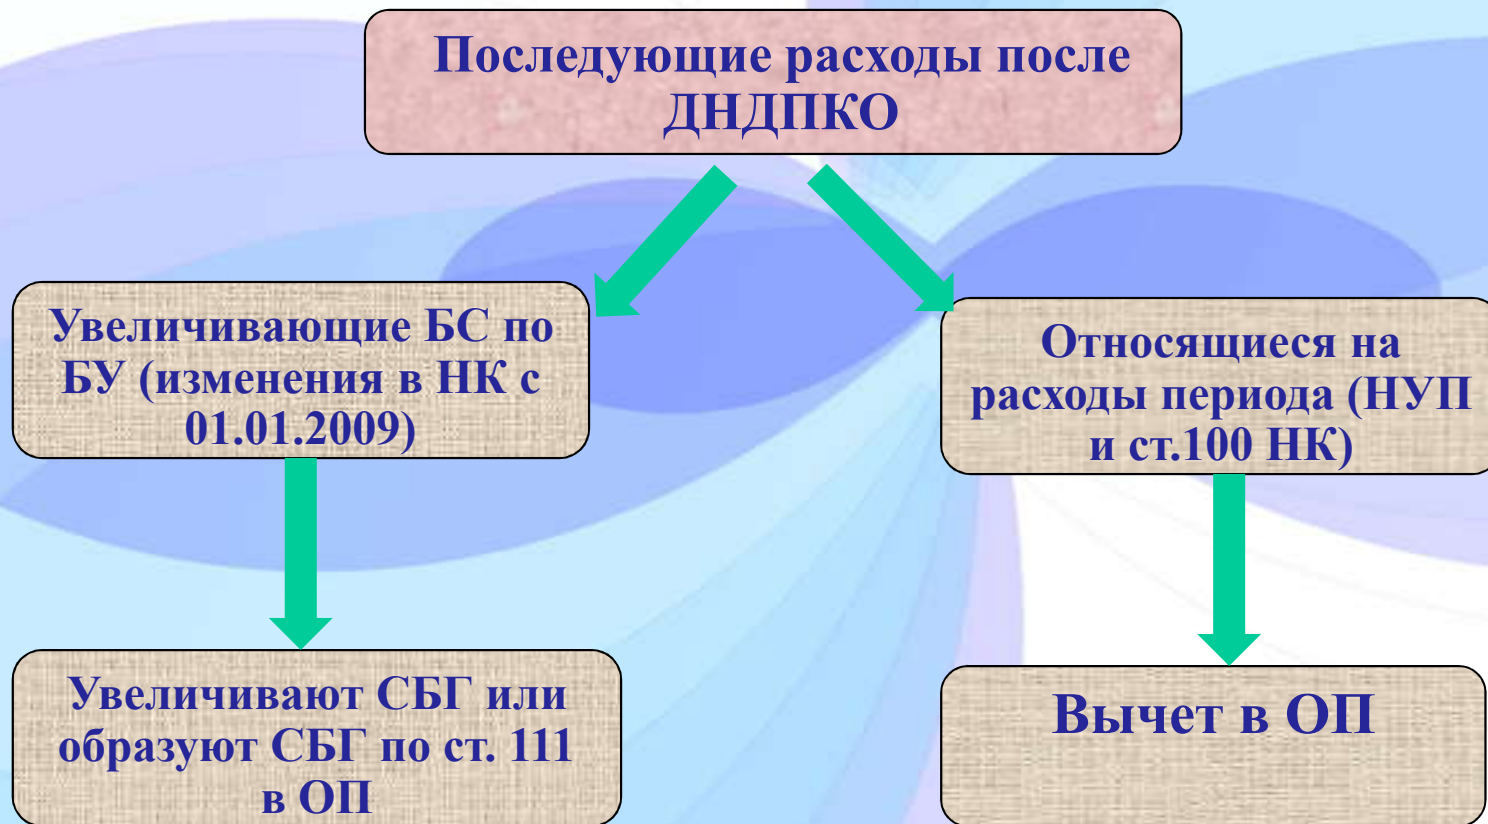 Последующие расходы после
ДНДПКО
Увеличивающие БС по
БУ (изменения в НК с
01.01.2009)
Относящиеся на
расходы периода (НУП
и ст.100 НК)
Увеличивают СБГ или
образуют СБГ по ст. 111
в ОП
Вычет в ОП